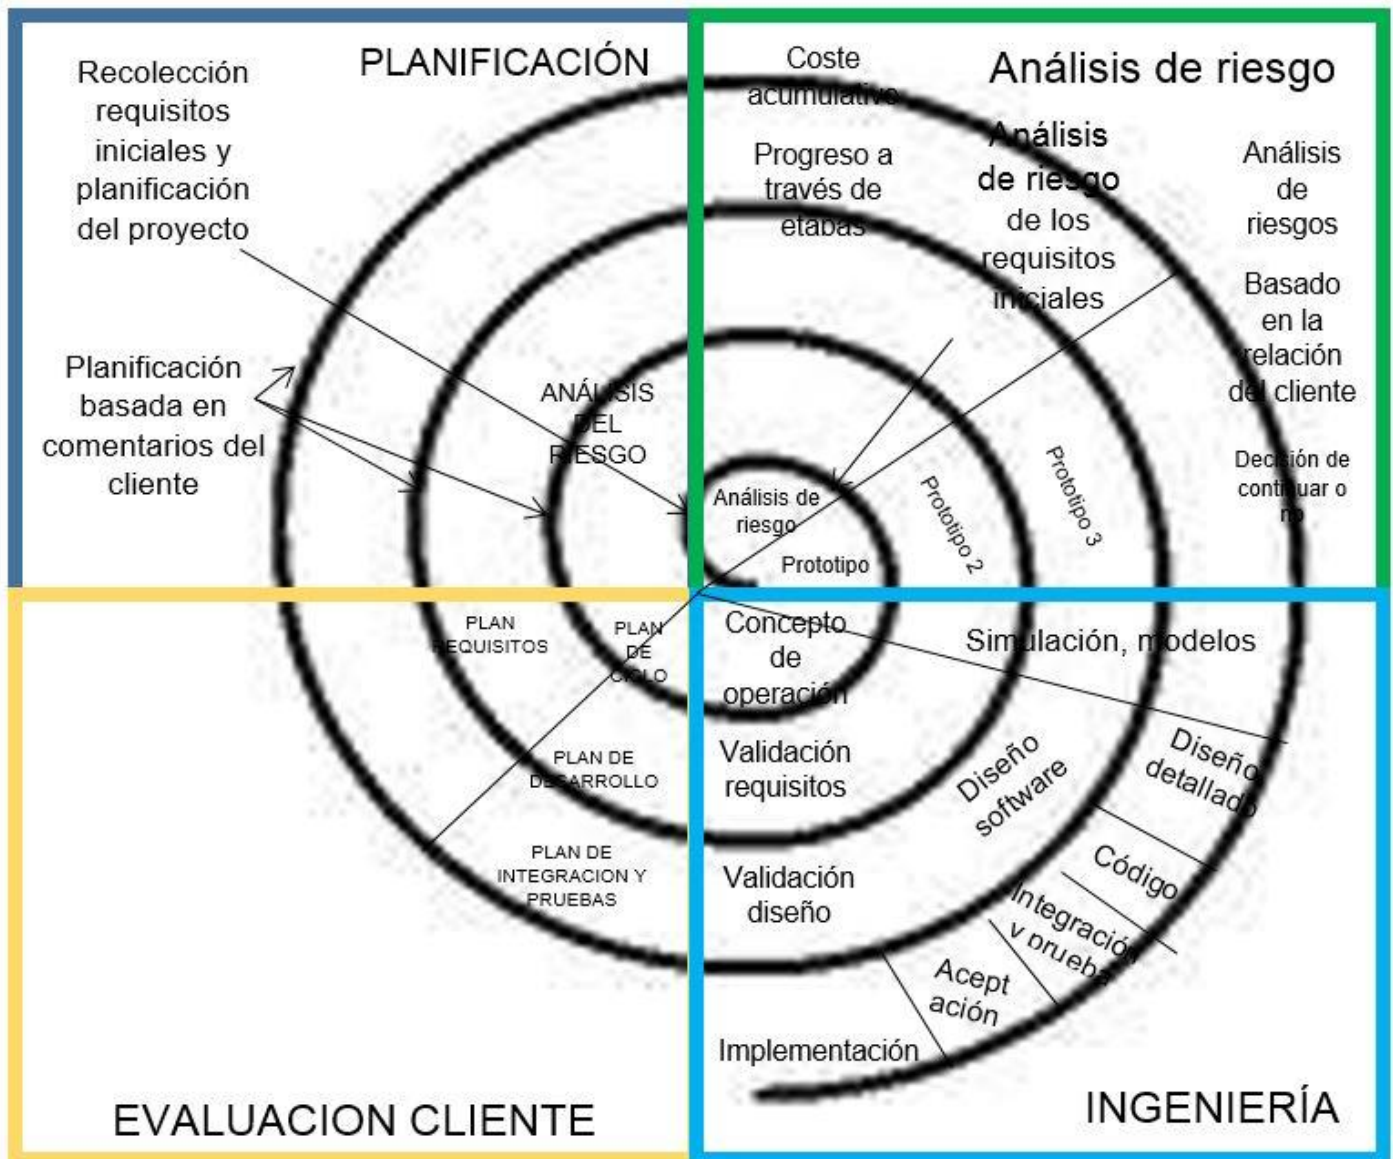 PLANIFICACIÓN
Recolección
requisitos
iniciales y
planificación
del proyecto
Planificación
basada en
comentarios del
cliente
ANÁLISIS
DEL
RIESGO
Coste
acumulativo
Análisis de riesgo
Progreso a
través de
etapas
Análisis
de riesgo
de los
requisitos
iniciales
Análisis
de
riesgos
Basado
en la
relación
del cliente
Decisión de
continuar o
no
Análisis de
riesgo
Prototipo
Prototipo 2
Prototipo 3
PLAN
REQUISITOS
PLAN
DE
CICLO
PLAN DE
DESARROLLO
PLAN DE
INTEGRACION Y
PRUEBAS
EVALUACION CLIENTE
Concepto
de
operación
Simulación, modelos
Validación
requisitos
Diseño
software
Diseño
detallado
Validación
diseño
Código
Integración
y prueba
Acept
ación
Implementación
INGENIERÍA